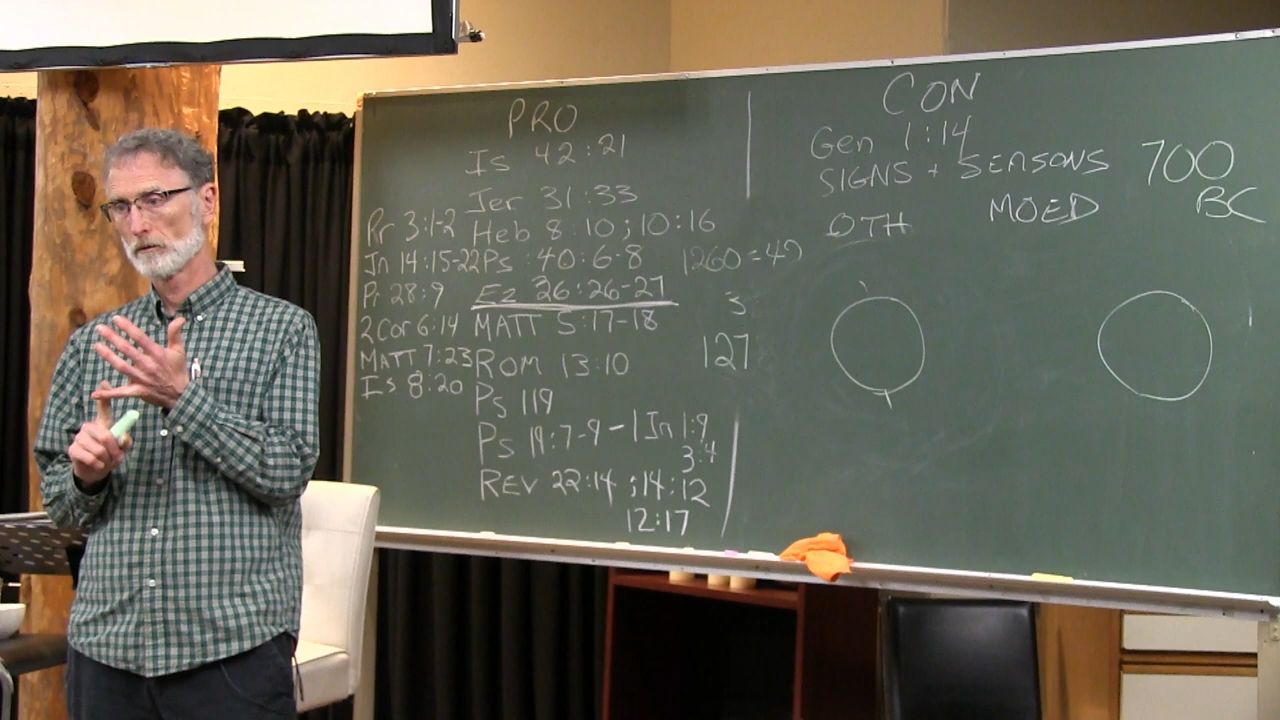 PRO
Is 42:21
Jer 31:33
Pr 3:1-2 Heb 8:10;10:16
Jn 14:15-22 Ps 40:6-8 1260=49
Pr 28:9 Ez 36:26-27 3
2Cor 6:14 MATT 5:17-18
MATT 7:23 ROM 13:10 127
Is 8:20
Ps 119
Ps 19:7-9 - 1 Jn 1:9
3:4
REV 22:14 ;14:12
12:17
CON
Gen 1:14
SIGNS + SEASONS 700
OTH MOED BC